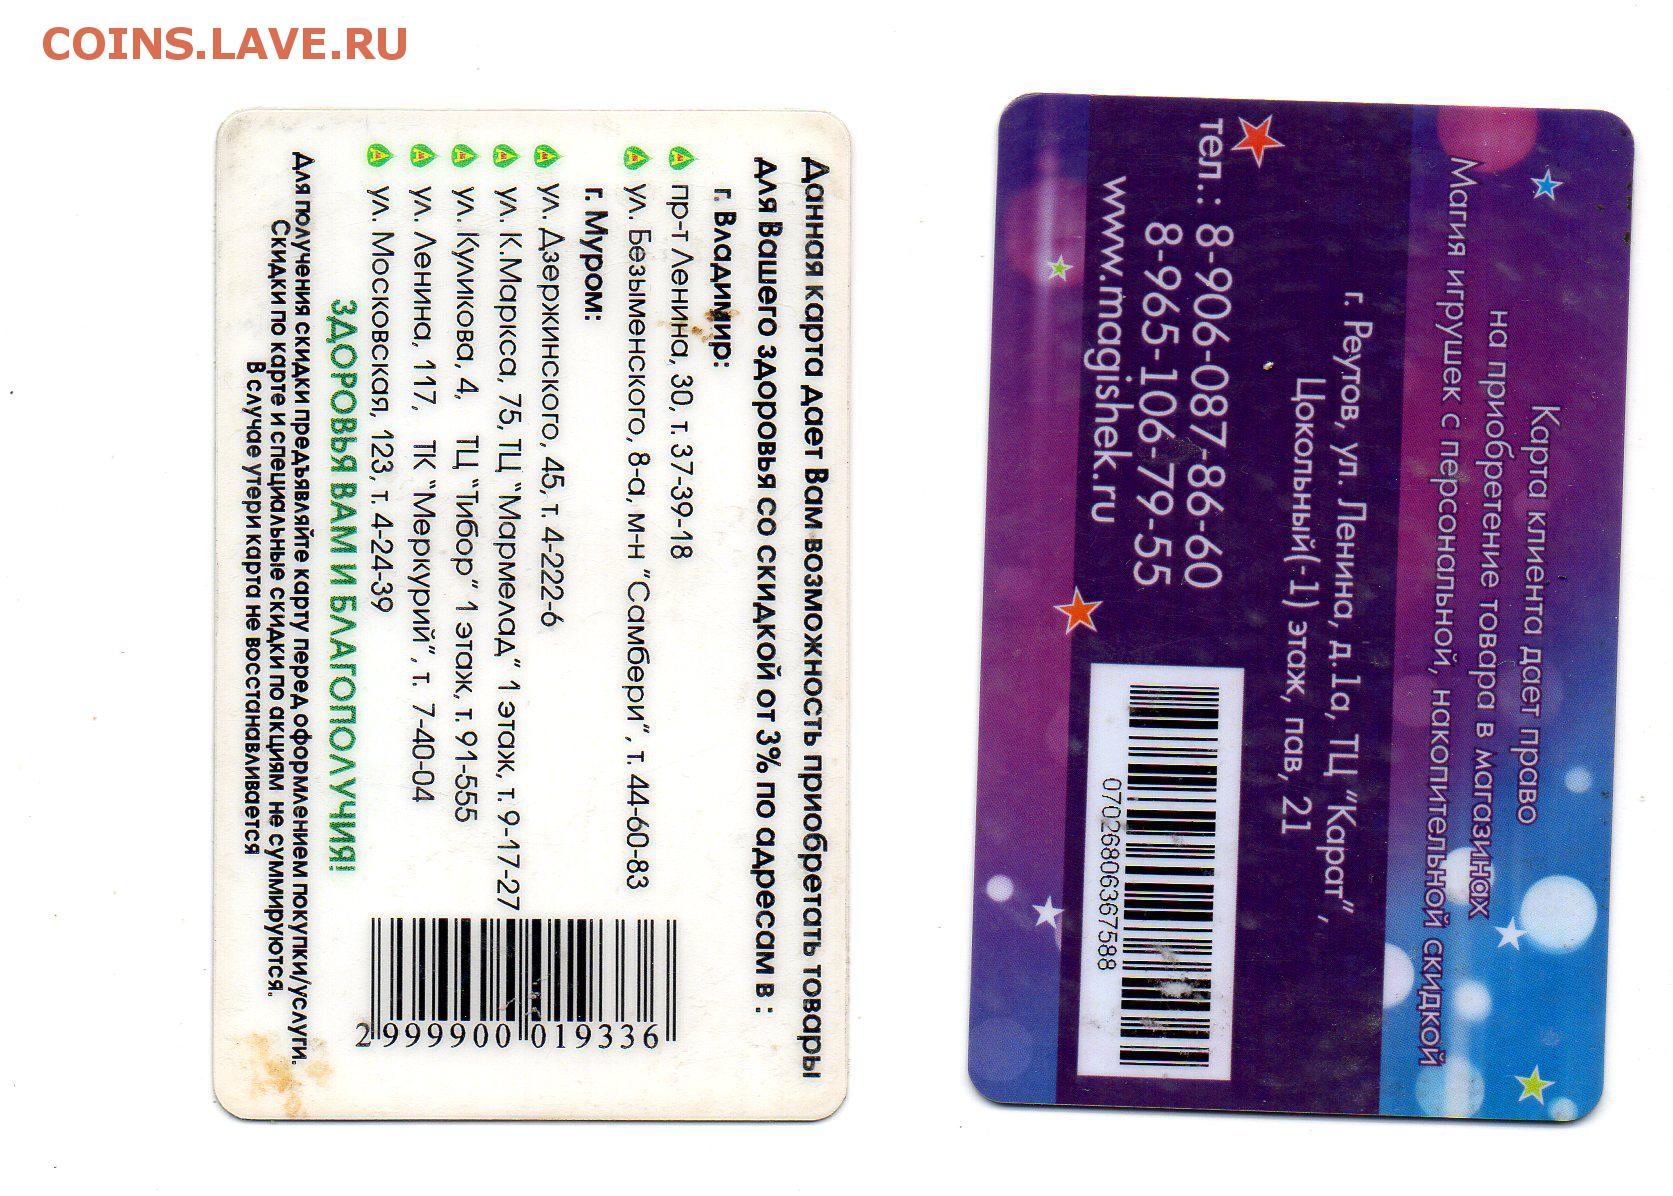 COINS.LAVE.RU
Данная карта дает Вам возможность приобретать товары
для Вашего здоровья со скидкой от 3% по адресам в :
г. Владимир:
пр-т Ленина, 30, т. 37-39-18
ул. Безыменского, 8-а, м-н "Самбери", т. 44-60-83
г. Муром:
ул. Дзержинского, 45, т. 4-222-6
ул. К.Маркса, 75, ТЦ "Мармелад" 1 этаж, т. 9-17-27
ул. Куликова, 4, ТЦ "Тибор" 1 этаж, т. 91-555
ул. Ленина, 117, ТК "Меркурий", т. 7-40-04
ул. Московская, 123, т. 4-24-39
ЗДОРОВЬЯ ВАМ И БЛАГОПОЛУЧИЯ!
Для получения скидки предъявляйте карту перед оформлением покупки/услуги.
Скидки по карте и специальные скидки по акциям не суммируются.
В случае утери карта не восстанавливается
2999900019336
Карта клиента дает право
на приобретение товара в магазинах
Магия игрушек с персональной, накопительной скидкой
г. Реутов, ул. Ленина, д.1а, ТЦ "Карат",
Цокольный(-1) этаж, пав, 21
тел.: 8-906-087-86-60
8-965-106-79-55
www.magishek.ru
0702680636758​8